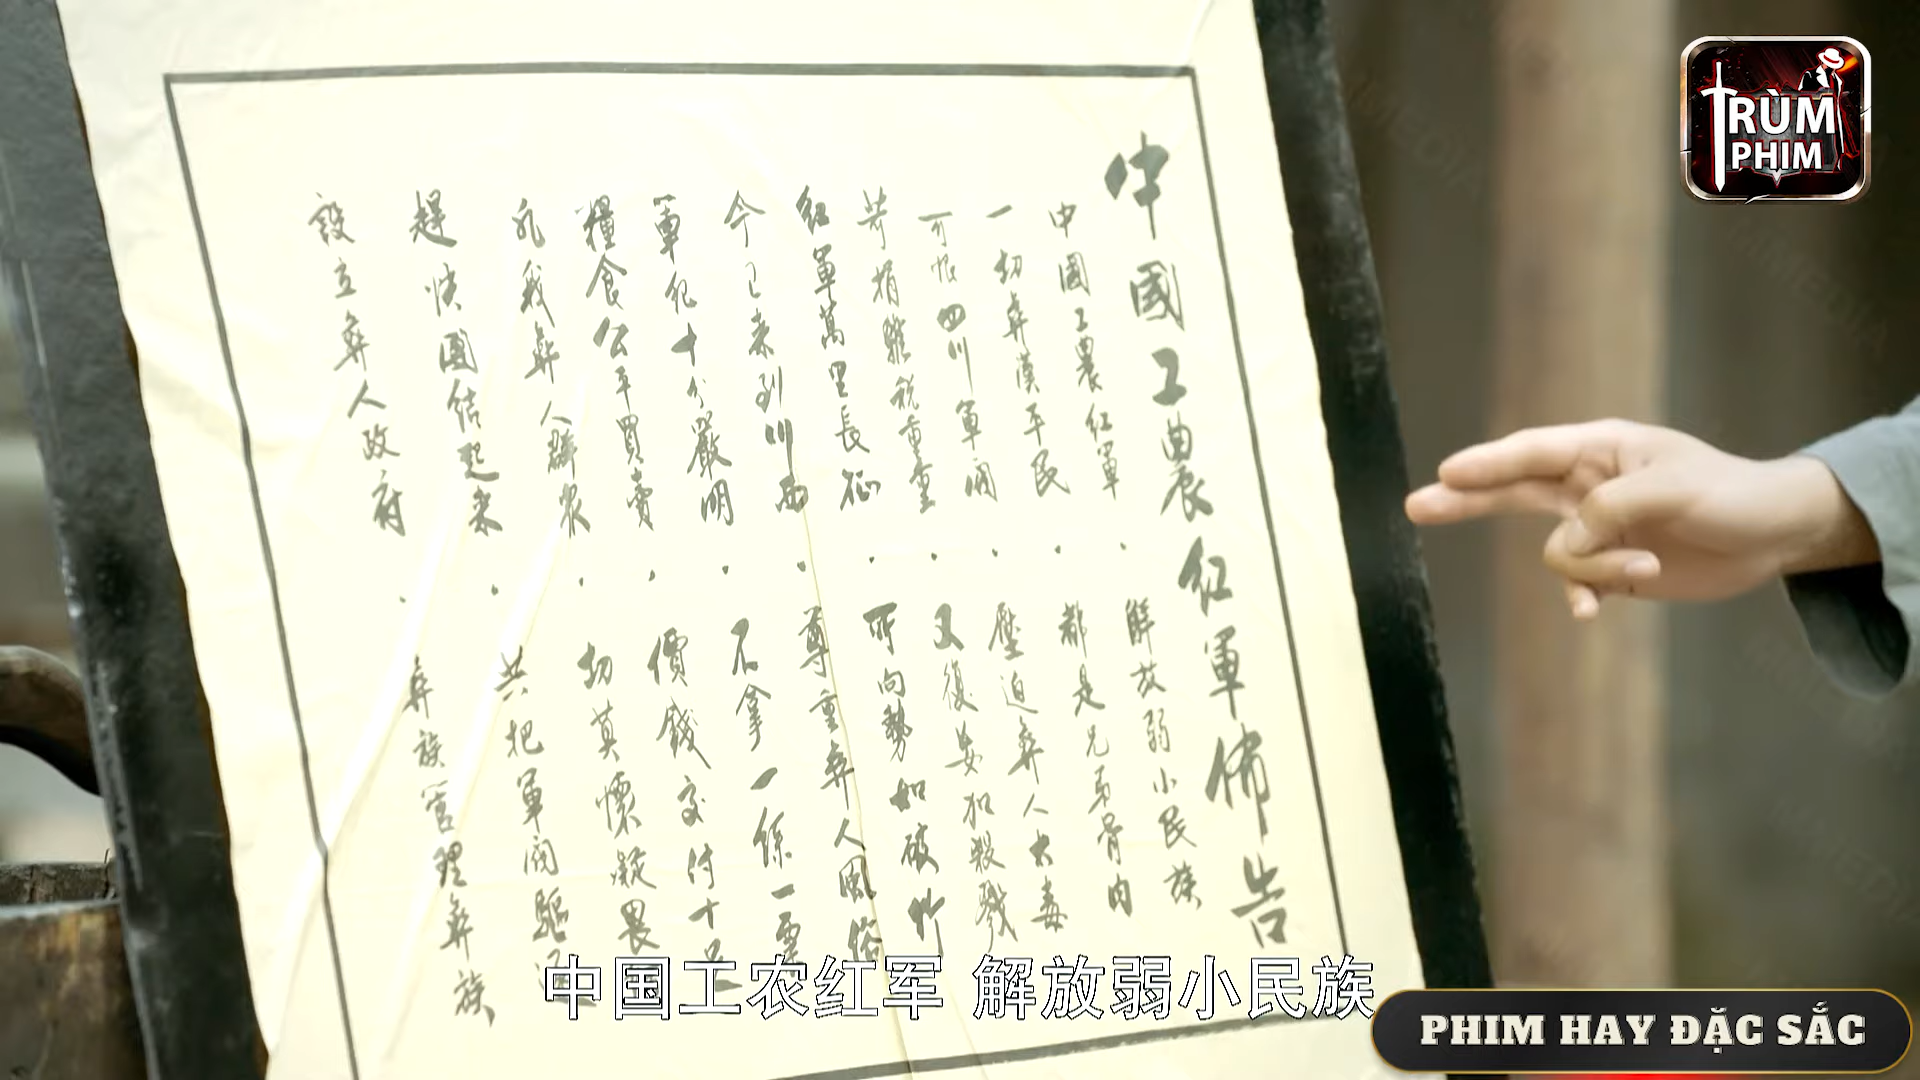 中國工農紅軍佈告
中國工農紅軍 · 解放弱小民族
一切彝漢平民 · 都是兄弟骨肉
可恨四川軍閥 · 壓迫彝人太毒
苛捐雜稅重重 · 又復妄加殺戮
紅軍萬里長征 · 所向勢如破竹
今已來到川西 · 尊重彝人風俗
軍紀十分嚴明 · 不拿一絲一粟
糧食公平買賣 · 價錢交付十足
凡我彝人群眾 · 切莫懷疑畏
趕快團結起來 · 共把軍閥驅
設立彝人政府 · 彝族管理彝族
中国工农红军 解放弱小民族
TRÙM
PHIM
PHIM HAY ĐẶC SẮC